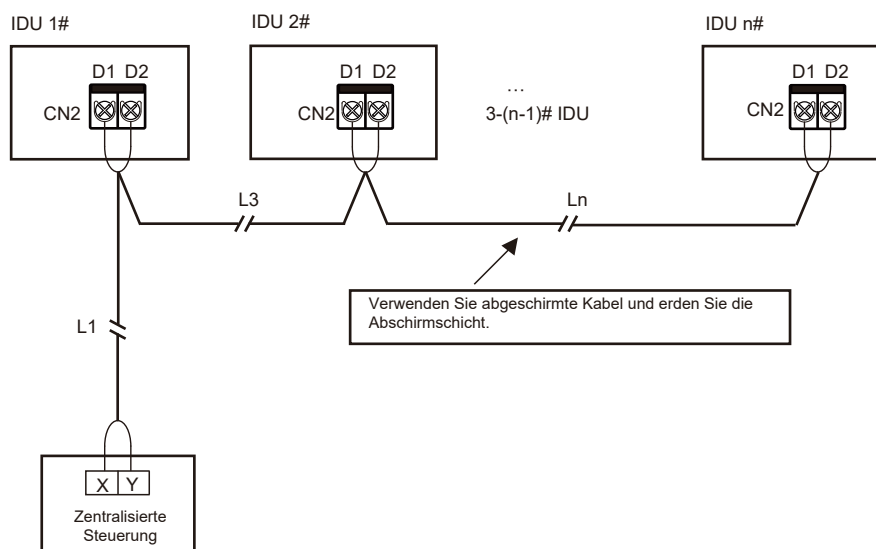 IDU 1#
IDU 2#
IDU n#
D1 D2
D1 D2
D1 D2
CN2
CN2
CN2
...
3-(n-1)# IDU
L3
Ln
Verwenden Sie abgeschirmte Kabel und erden Sie die
Abschirmschicht.
L1
X Y
Zentralisierte
Steuerung